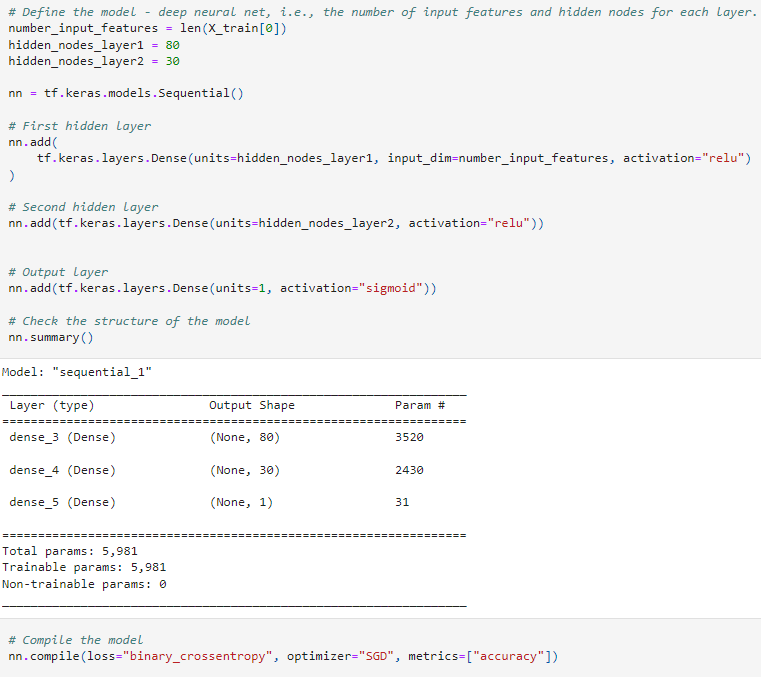 # Define the model - deep neural net, i.e., the number of input features and hidden nodes for each layer.
number_input_features = len(X_train[0])
hidden_nodes_layer1 = 80
hidden_nodes_layer2 = 30
nn = tf.keras.models.Sequential()
# First hidden layer
nn.add(
    tf.keras.layers.Dense(units=hidden_nodes_layer1, input_dim=number_input_features, activation="relu")
)
# Second hidden layer
nn.add(tf.keras.layers.Dense(units=hidden_nodes_layer2, activation="relu"))
# Output layer
nn.add(tf.keras.layers.Dense(units=1, activation="sigmoid"))
# Check the structure of the model
nn.summary()
Model: "sequential_1"
Layer (type) Output Shape Param #
dense_3 (Dense) (None, 80) 3520
dense_4 (Dense) (None, 30) 2430
dense_5 (Dense) (None, 1) 31
Total params: 5,981
Trainable params: 5,981
Non-trainable params: 0
# Compile the model
nn.compile(loss="binary_crossentropy", optimizer="SGD", metrics=["accuracy"])